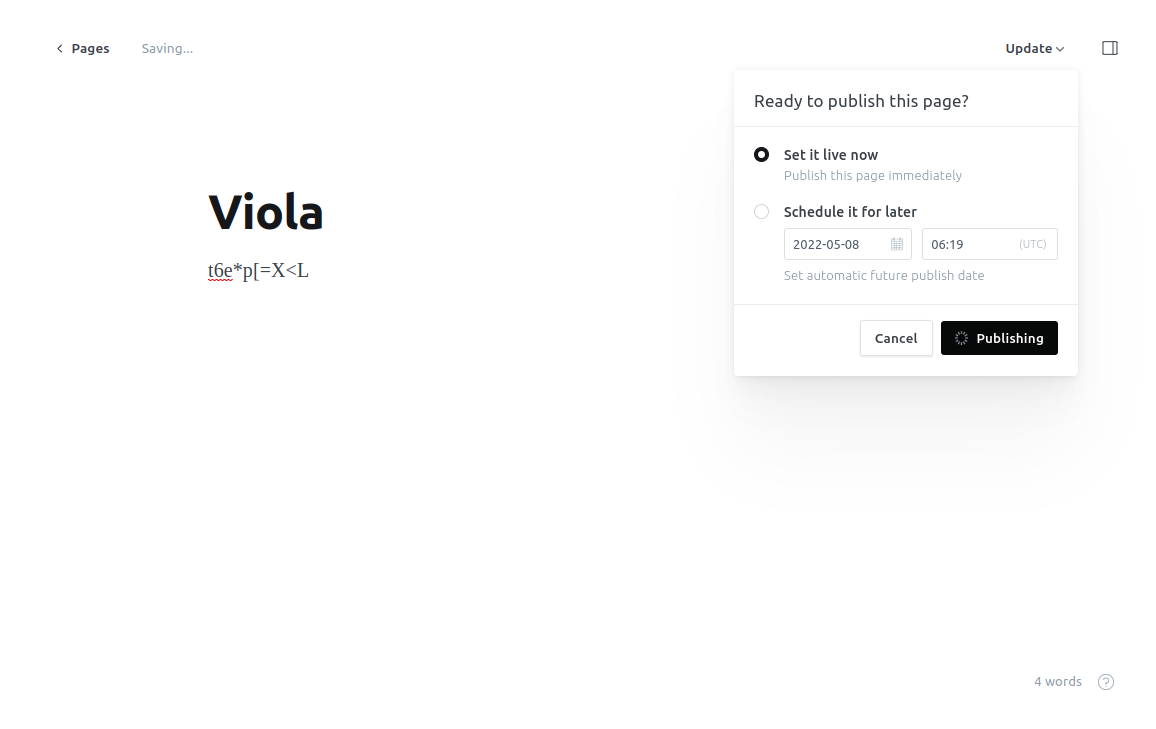 Pages
Saving...
Update
Ready to publish this page?
Set it live now
Publish this page immediately
Schedule it for later
2022-05-08
06:19 (UTC)
Set automatic future publish date
Cancel
Publishing
Viola
t6e*p[=X<L
4 words
?